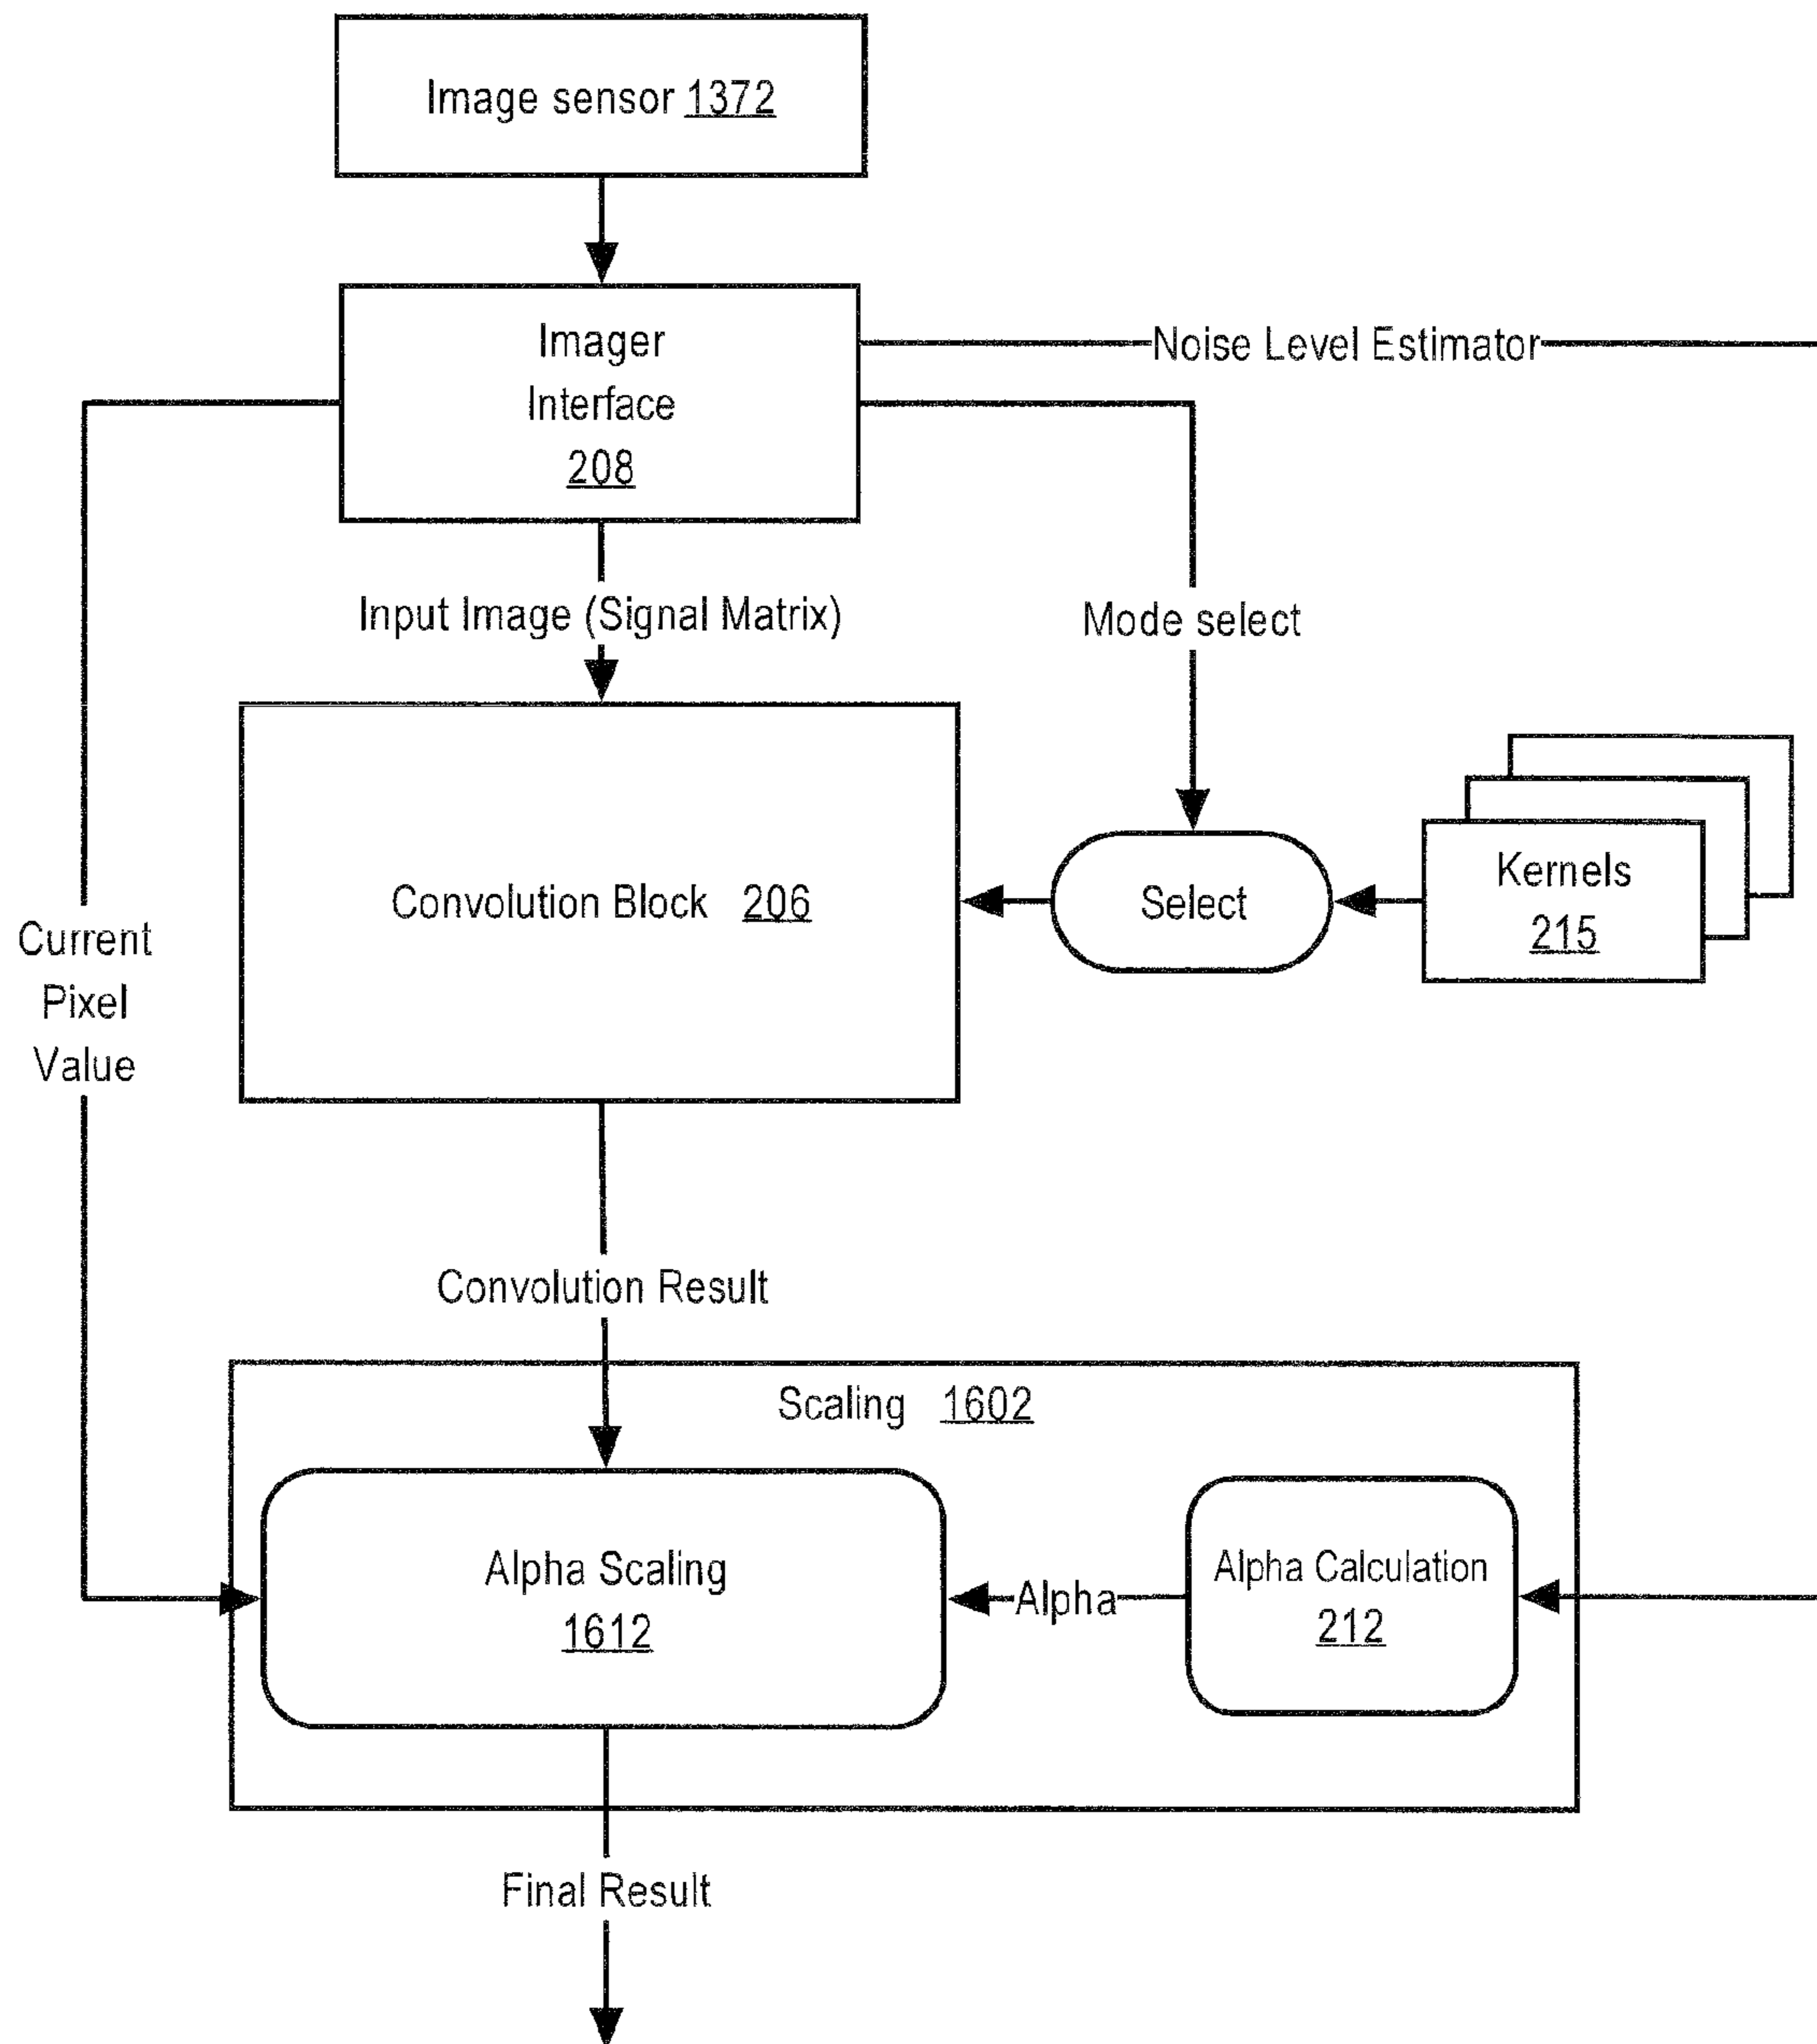 Image sensor 1372
Imager
Interface
208
Noise Level Estimator
Input Image (Signal Matrix)
Mode select
Convolution Block 206
Select
Kernels
215
Current
Pixel
Value
Convolution Result
Scaling 1602
Alpha Scaling
1612
Alpha
Alpha Calculation
212
Final Result